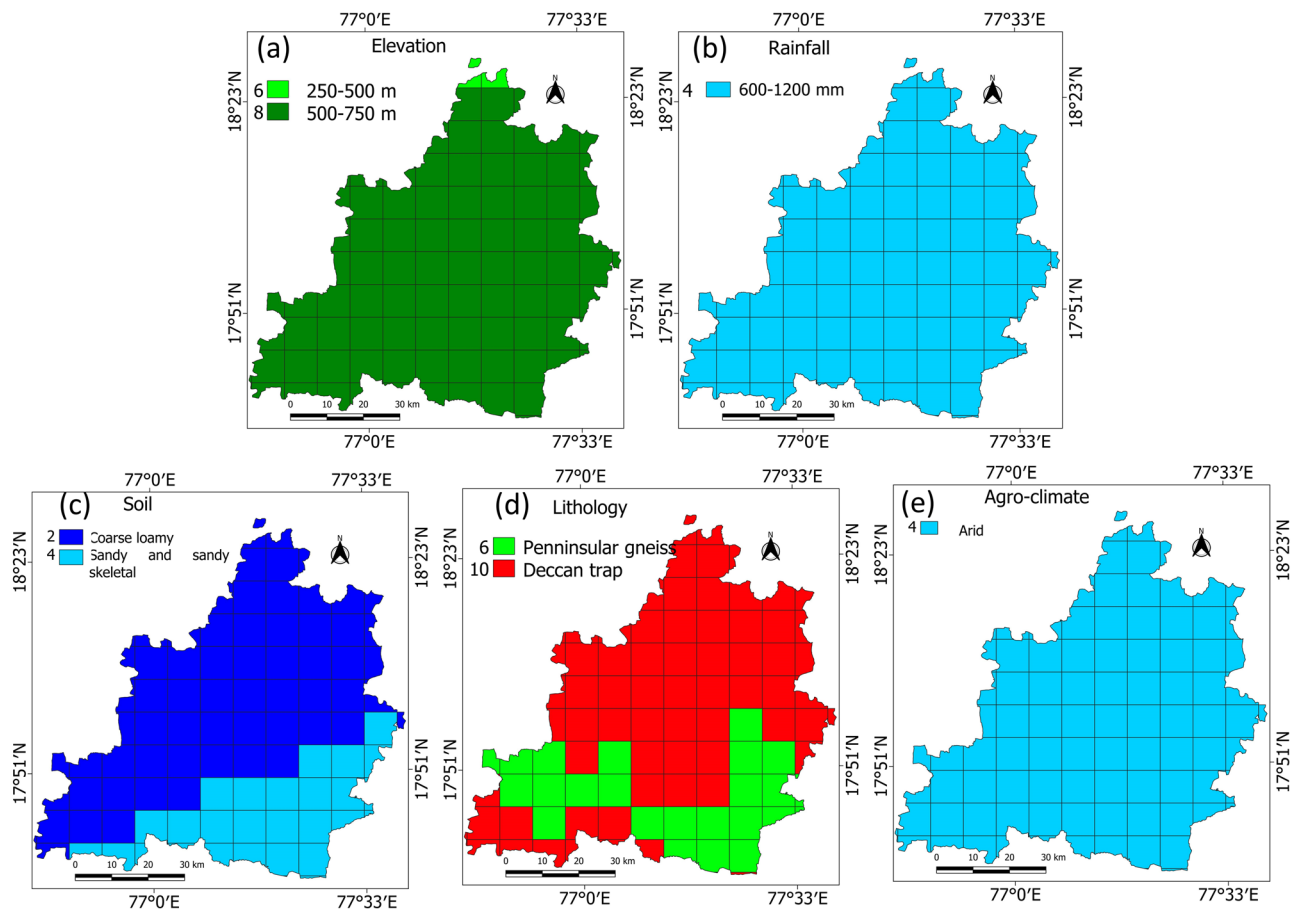 77°0′E 77°33′E 77°0′E 77°33′E
(a) Elevation
N
6 250-500 m
8 500-750 m
18°23′N 18°23′N
17°51′N 17°51′N
0 10 20 30 km
77°0′E 77°33′E
(b) Rainfall
N
4 600-1200 mm
18°23′N
17°51′N
0 10 20 30 km
77°0′E 77°33′E
77°0′E 77°33′E 77°0′E 77°33′E 77°0′E 77°33′E
(c) Soil
N
2 Coarse loamy
4 Sandy and sandy
skeletal
18°23′N 18°23′N
17°51′N 17°51′N
0 10 20 30 km
77°0′E 77°33′E
(d) Lithology
N
6 Penninsular gneiss
10 Deccan trap
18°23′N 18°23′N
17°51′N 17°51′N
0 10 20 30 km
77°0′E 77°33′E
(e) Agro-climate
N
4 Arid
18°23′N
17°51′N
0 10 20 30 km
77°0′E 77°33′E